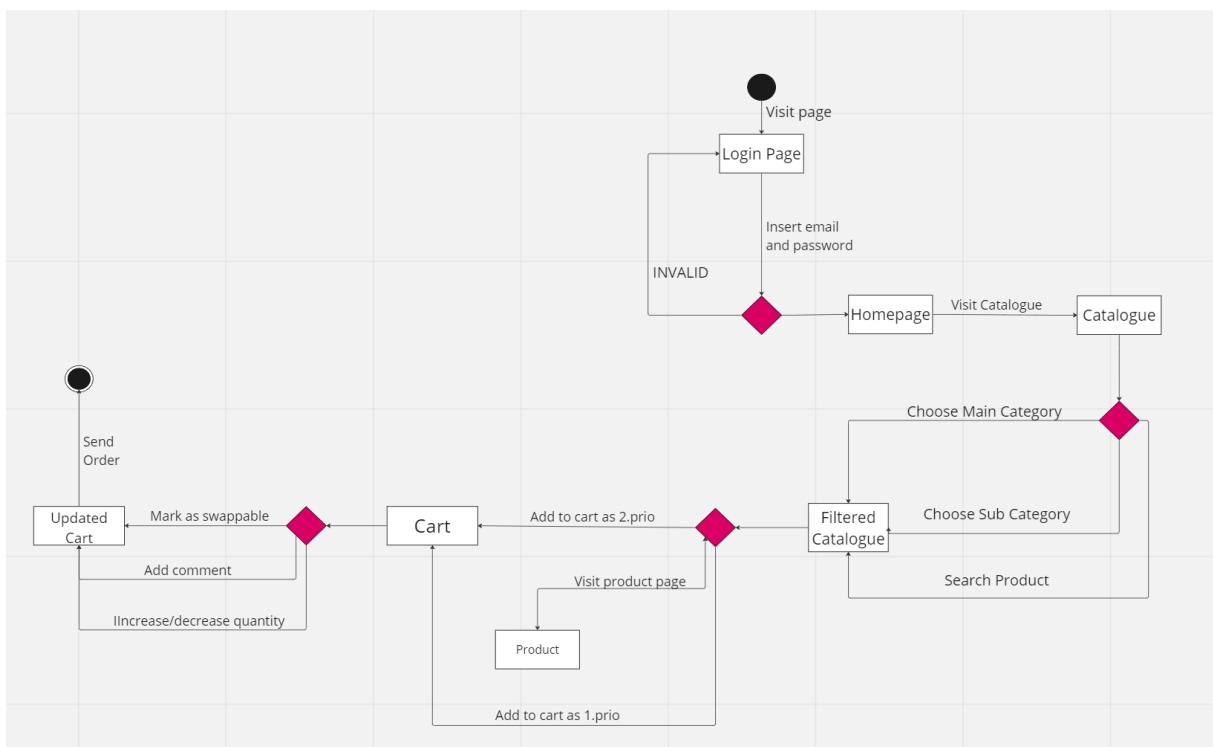 Visit page
Login Page
Insert email
and password
INVALID
Homepage
Visit Catalogue
Catalogue
Choose Main Category
Send
Order
Filtered
Catalogue
Choose Sub Category
Search Product
Add to cart as 2.prio
Cart
Mark as swappable
Updated
Cart
Add comment
Visit product page
IIncrease/decrease quantity
Product
Add to cart as 1.prio